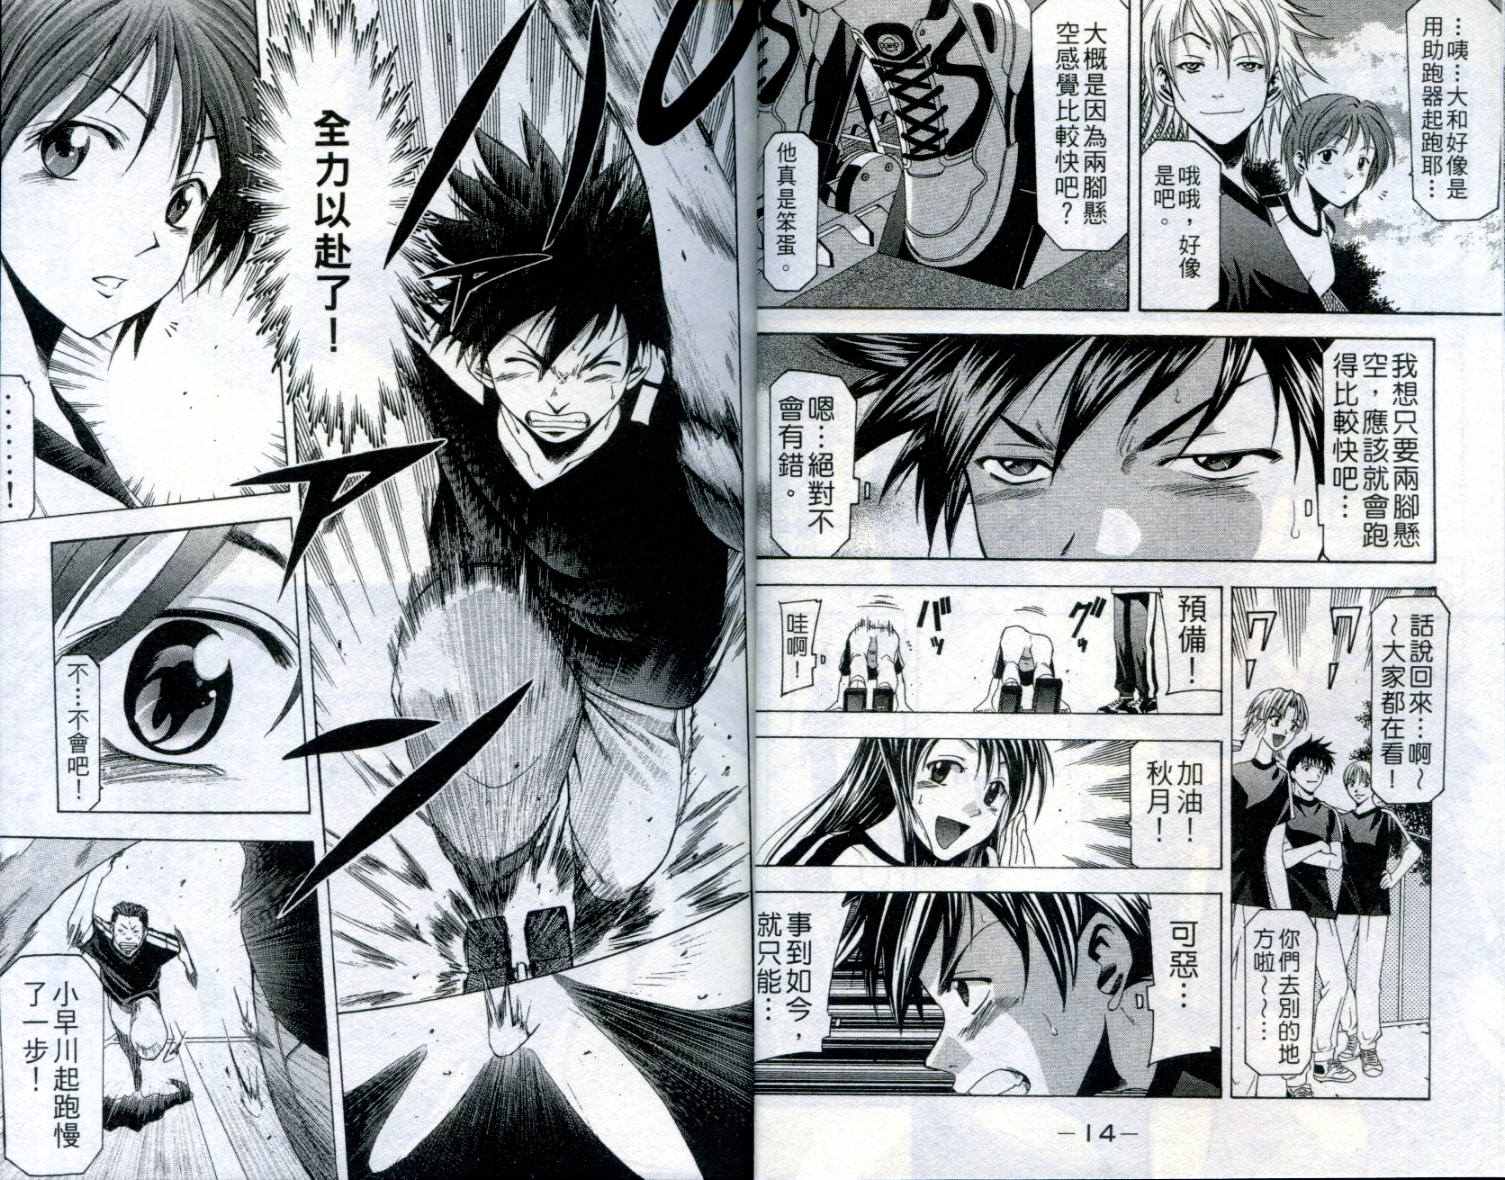 …咦…大和好像是
用助跑器起跑耶…
哦哦，好像
是吧。
大概是因為兩腳懸
空感覺比較快吧？
他真是笨蛋。
我想只要兩腳懸
空，應該就會跑
得比較快吧…
嗯…絕對不
會有錯。
話說回來…啊～
～大家都在看！
ワ
ワ
你們去別的地
方啦～～…
預備！
グッ
バッ
哇啊！
加油！
秋月！
可惡…
事到如今，
就只能…
－14－
全力以赴了！
……！
不…不會吧！
小早川起跑慢
了一步！